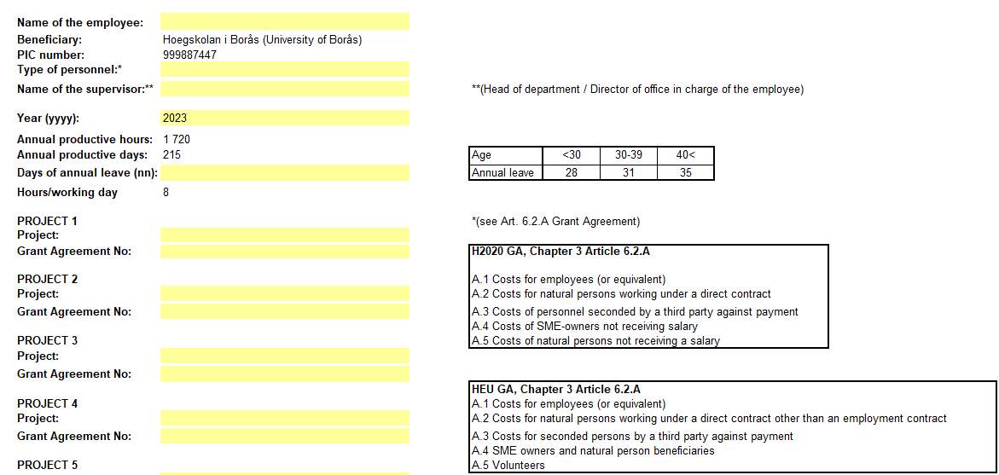 Name of the employee:
Beneficiary: Hoegskolan i Borås (University of Borås)
PIC number: 999887447
Type of personnel:*
Name of the supervisor:** **(Head of department / Director of office in charge of the employee)
Year (yyyy): 2023
Annual productive hours: 1 720
Annual productive days: 215
Days of annual leave (nn):
Hours/working day 8
Age <30 30-39 40<
Annual leave 28 31 35
PROJECT 1
Project:
Grant Agreement No:
PROJECT 2
Project:
Grant Agreement No:
PROJECT 3
Project:
Grant Agreement No:
PROJECT 4
Project:
Grant Agreement No:
PROJECT 5
*(see Art. 6.2.A Grant Agreement)
H2020 GA, Chapter 3 Article 6.2.A
A.1 Costs for employees (or equivalent)
A.2 Costs for natural persons working under a direct contract
A.3 Costs of personnel seconded by a third party against payment
A.4 Costs of SME-owners not receiving salary
A.5 Costs of natural persons not receiving a salary
HEU GA, Chapter 3 Article 6.2.A
A.1 Costs for employees (or equivalent)
A.2 Costs for natural persons working under a direct contract other than an employment contract
A.3 Costs for seconded persons by a third party against payment
A.4 SME owners and natural person beneficiaries
A.5 Volunteers